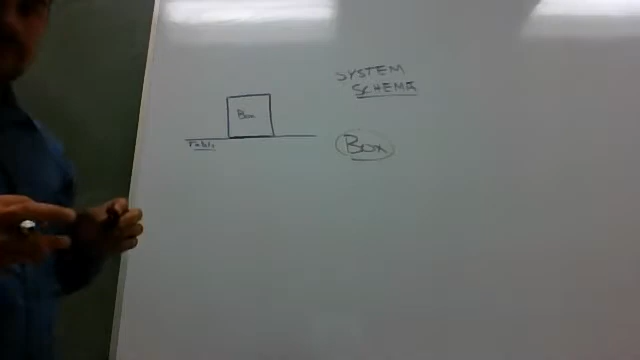 Box
Table
SYSTEM
SCHEMA
Box